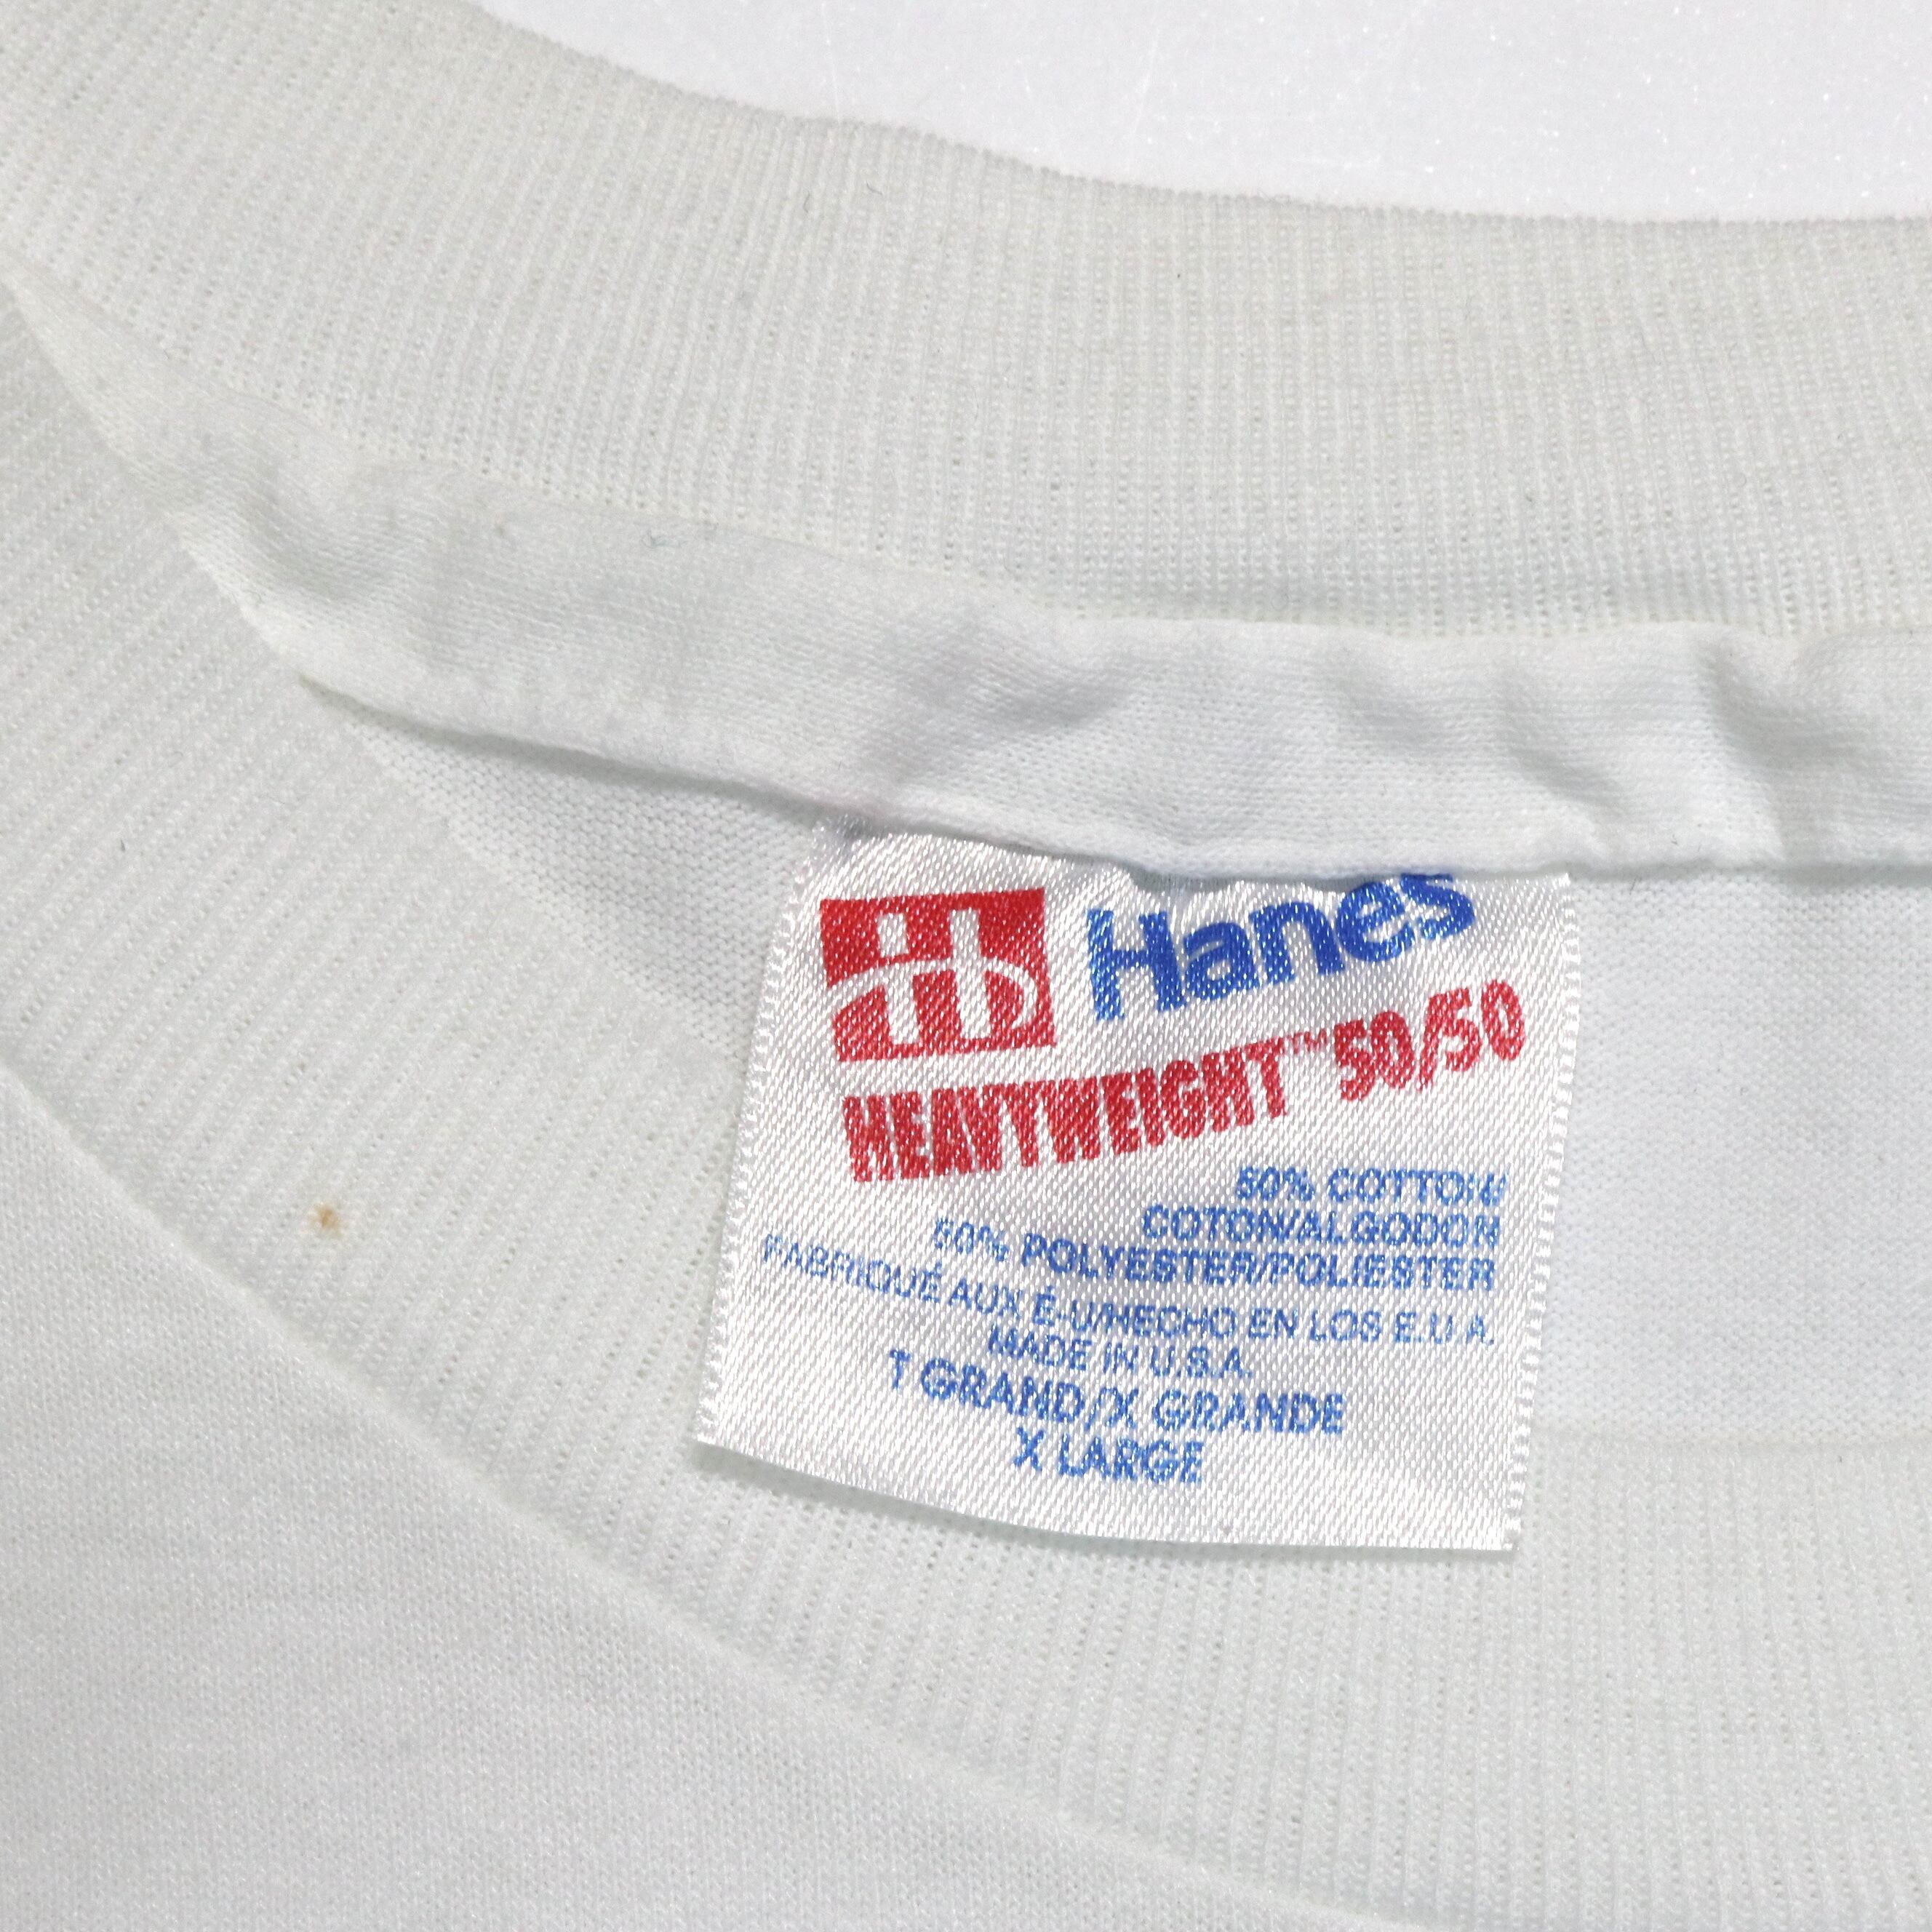 Hanes
HEAVYWEIGHT™ 50/50
50% COTTON/
COTON/ALGODON
50% POLYESTER/POLIESTER
FABRIQUÉ AUX É-U/HECHO EN LOS E.U.A.
MADE IN U.S.A.
T GRAND/X GRANDE
X LARGE